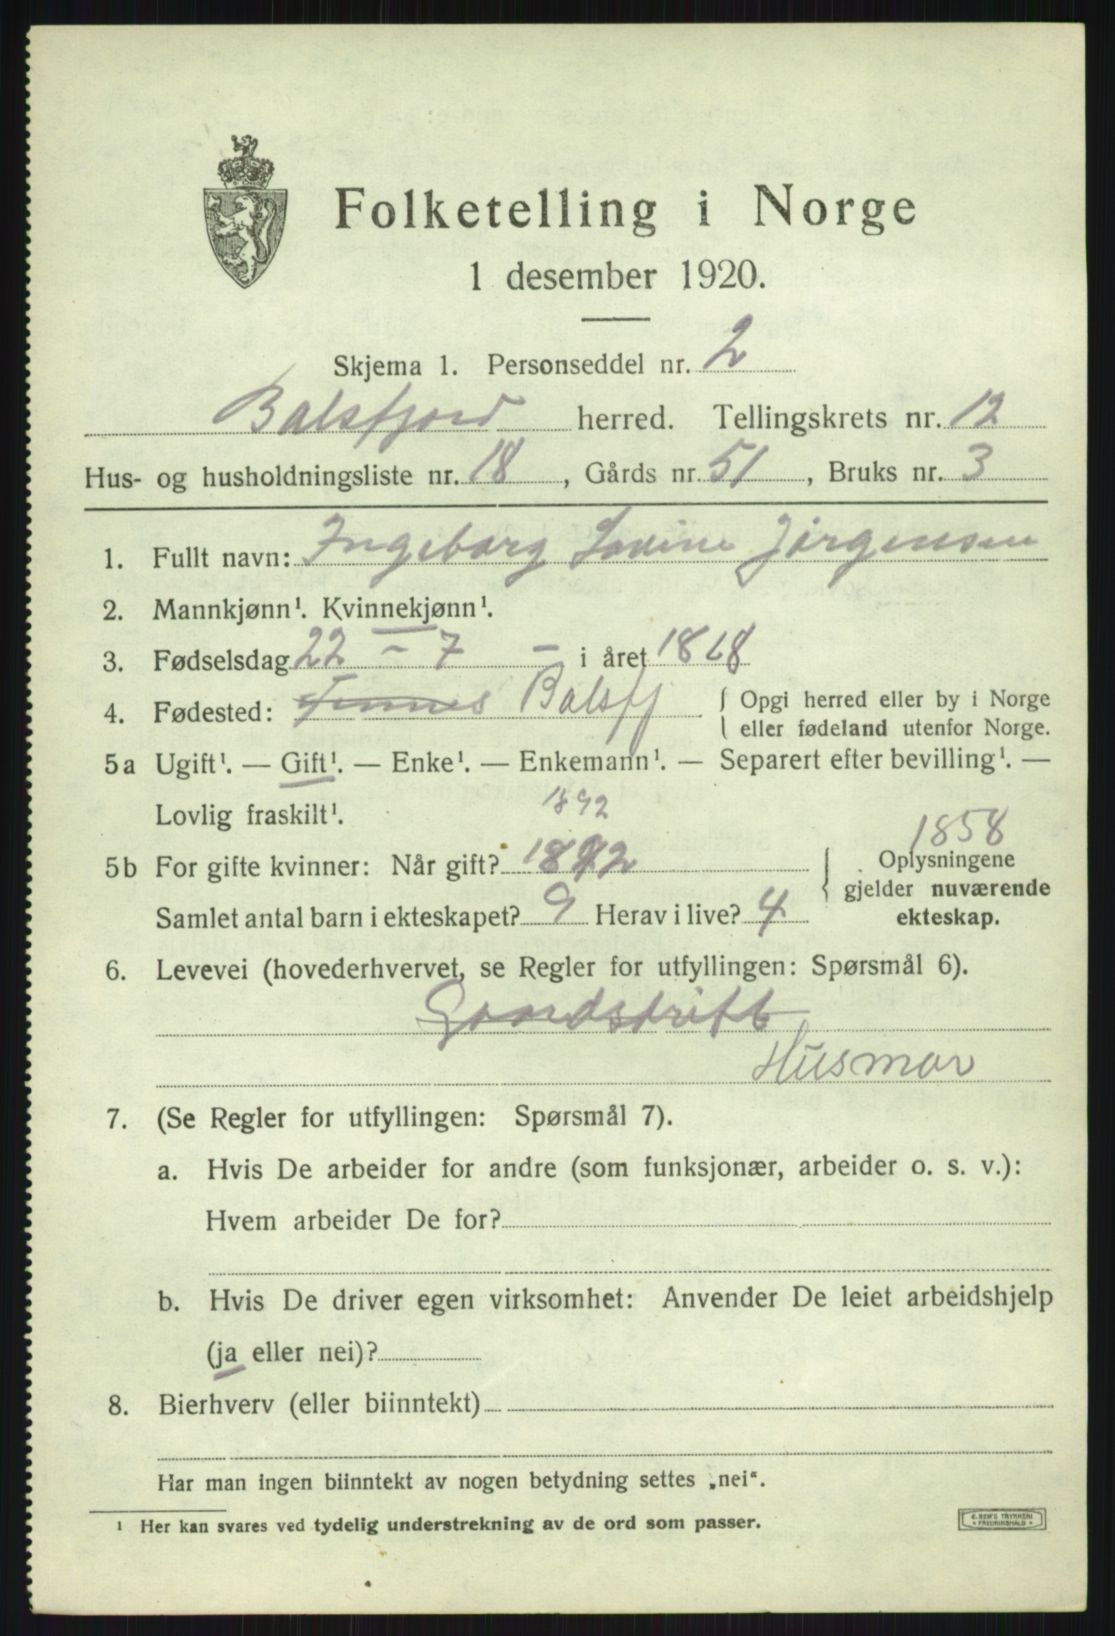 Folketelling i Norge
1 desember 1920.
Skjema 1. Personseddel nr. 2
Balsfjord herred. Tellingskrets nr. 12
Hus- og husholdningsliste nr. 18, Gårds nr. 51, Bruks nr. 3
1. Fullt navn: Ingeborg Jørgensen
2. Mannkjønn¹. Kvinnekjønn¹.
3. Fødselsdag 22 - 7 - i året 1868
4. Fødested: Balsfj { Opgi herred eller by i Norge
eller fødeland utenfor Norge.
5a Ugift¹. — Gift¹. — Enke¹. — Enkemann¹. — Separert efter bevilling¹. —
Lovlig fraskilt¹.
1892
1858
5b For gifte kvinner: Når gift? 1892
Oplysningene
gjelder nuværende
ekteskap.
Samlet antal barn i ekteskapet? 9 Herav i live? 4
6. Levevei (hovederhvervet, se Regler for utfyllingen: Spørsmål 6).
Gaardsdrift
Husmor
7. (Se Regler for utfyllingen: Spørsmål 7).
a. Hvis De arbeider for andre (som funksjonær, arbeider o. s. v.):
Hvem arbeider De for?
b. Hvis De driver egen virksomhet: Anvender De leiet arbeidshjelp
(ja eller nei)?
8. Bierhverv (eller biinntekt)
Har man ingen biinntekt av nogen betydning settes „nei“.
¹ Her kan svares ved tydelig understrekning av de ord som passer.